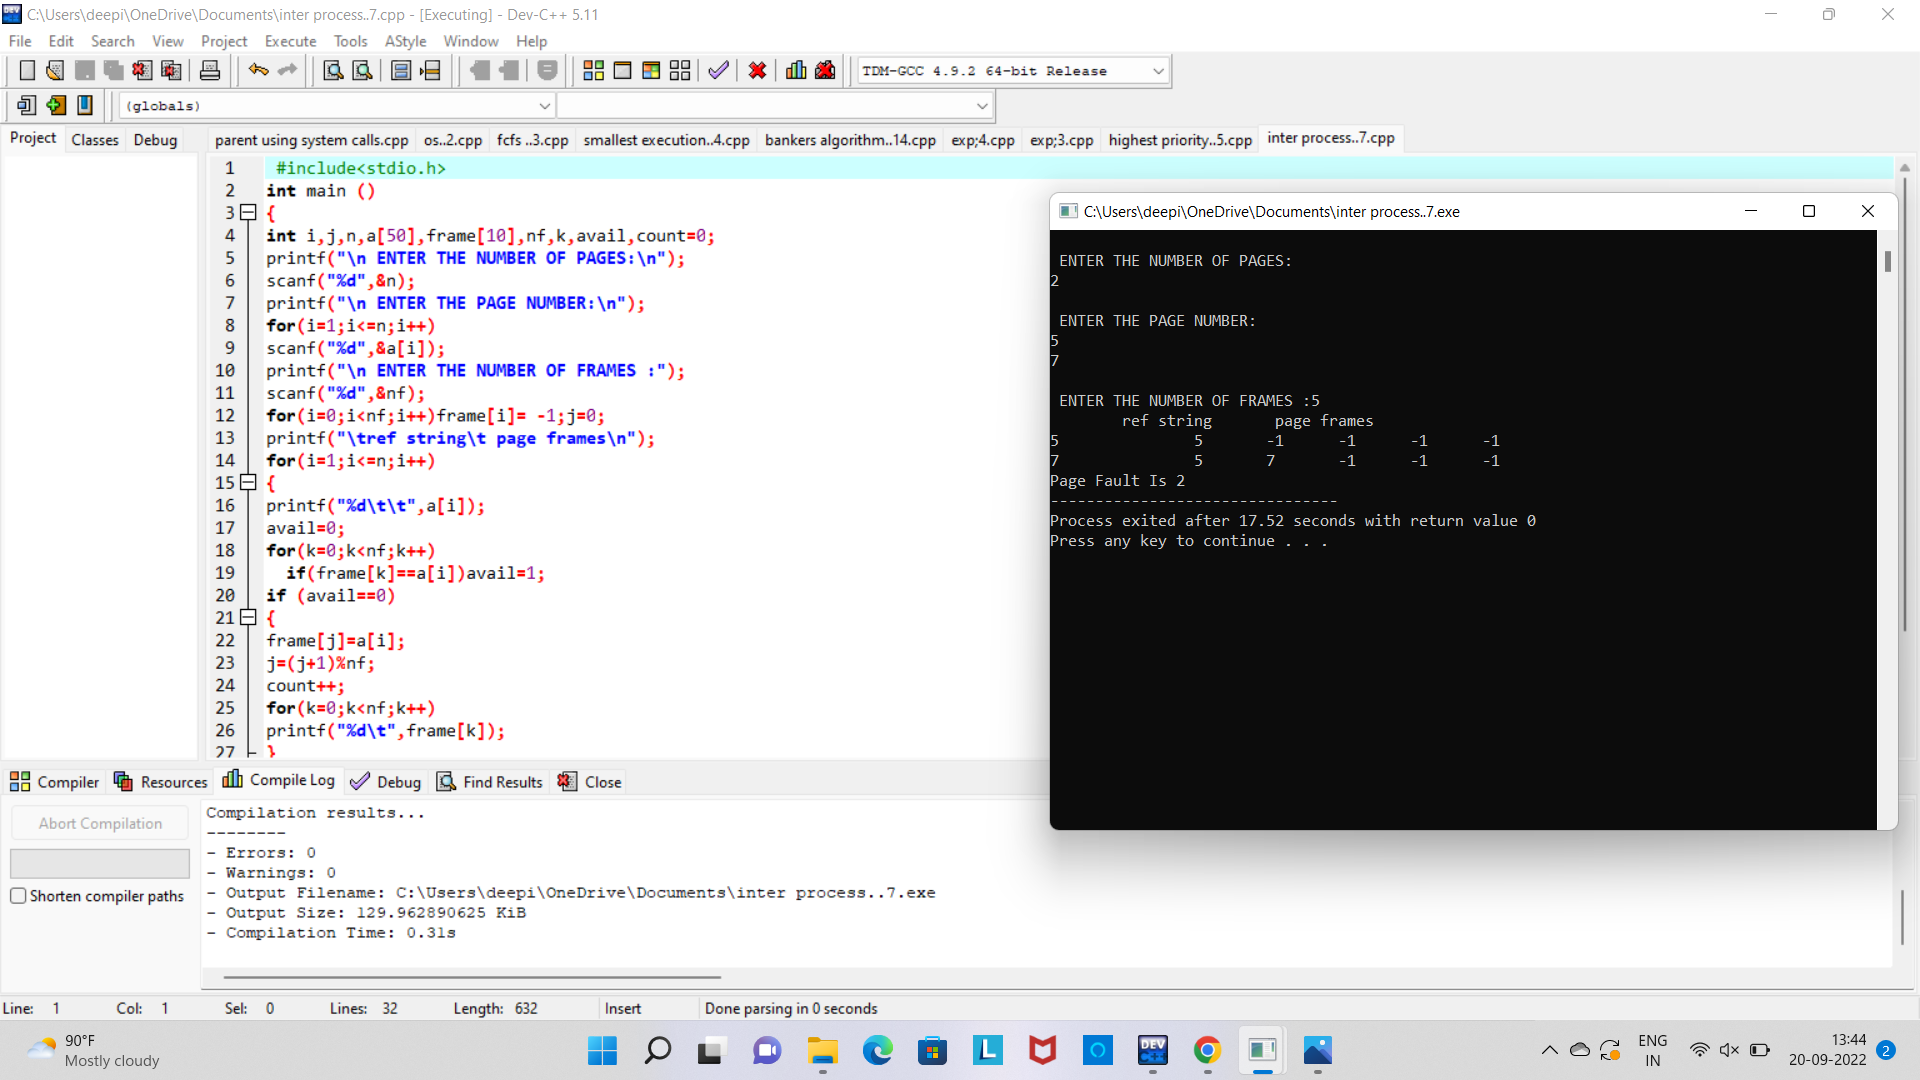 C:\Users\deepi\OneDrive\Documents\inter process..7.cpp - [Executing] - Dev-C++ 5.11
File Edit Search View Project Execute Tools AStyle Window Help
TDM-GCC 4.9.2 64-bit Release
(globals)
Project Classes Debug
parent using system calls.cpp os..2.cpp fcfs ..3.cpp smallest execution..4.cpp bankers algorithm..14.cpp exp;4.cpp exp;3.cpp highest priority..5.cpp inter process..7.cpp
1 #include<stdio.h>
2 int main ()
3 {
4 int i,j,n,a[50],frame[10],nf,k,avail,count=0;
5 printf("\n ENTER THE NUMBER OF PAGES:\n");
6 scanf("%d",&n);
7 printf("\n ENTER THE PAGE NUMBER:\n");
8 for(i=1;i<=n;i++)
9 scanf("%d",&a[i]);
10 printf("\n ENTER THE NUMBER OF FRAMES :");
11 scanf("%d",&nf);
12 for(i=0;i<nf;i++)frame[i]= -1;j=0;
13 printf("\tref string\t page frames\n");
14 for(i=1;i<=n;i++)
15 {
16 printf("%d\t\t",a[i]);
17 avail=0;
18 for(k=0;k<nf;k++)
19 if(frame[k]==a[i])avail=1;
20 if (avail==0)
21 {
22 frame[j]=a[i];
23 j=(j+1)%nf;
24 count++;
25 for(k=0;k<nf;k++)
26 printf("%d\t",frame[k]);
27 }
C:\Users\deepi\OneDrive\Documents\inter process..7.exe
ENTER THE NUMBER OF PAGES:
2
ENTER THE PAGE NUMBER:
5
7
ENTER THE NUMBER OF FRAMES :5
ref string page frames
5 5 -1 -1 -1 -1
7 5 7 -1 -1 -1
Page Fault Is 2
--------------------------------
Process exited after 17.52 seconds with return value 0
Press any key to continue . . .
Compiler Resources Compile Log Debug Find Results Close
Abort Compilation
Shorten compiler paths
Compilation results...
--------
- Errors: 0
- Warnings: 0
- Output Filename: C:\Users\deepi\OneDrive\Documents\inter process..7.exe
- Output Size: 129.962890625 KiB
- Compilation Time: 0.31s
Line: 1 Col: 1 Sel: 0 Lines: 32 Length: 632 Insert Done parsing in 0 seconds
90°F
Mostly cloudy
L
DEV
ENG
IN
13:44
20-09-2022
2